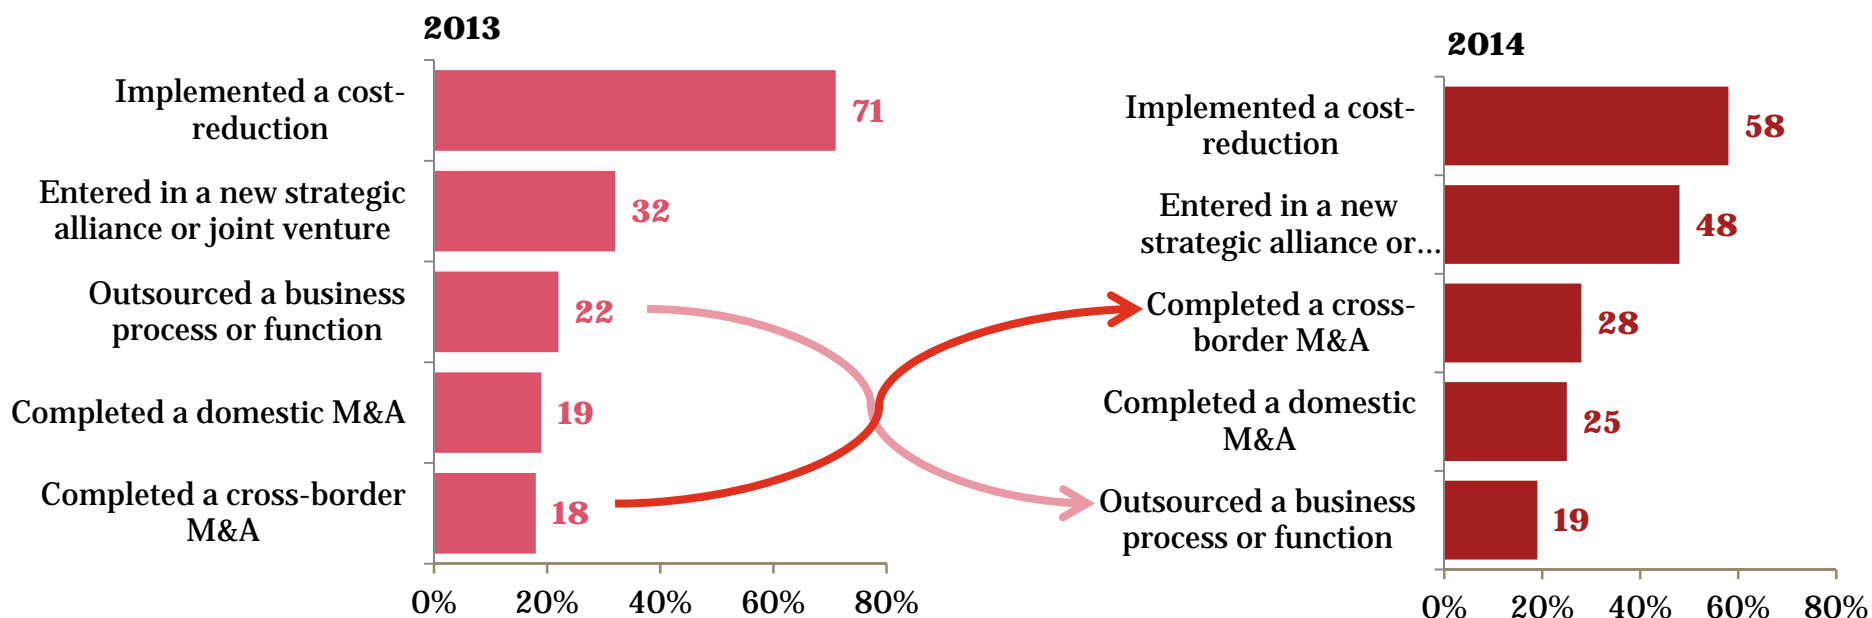 2013
Implemented a cost-
reduction
71
Entered in a new strategic
alliance or joint venture
32
Outsourced a business
process or function
22
Completed a domestic M&A
19
Completed a cross-border
M&A
18
0% 20% 40% 60% 80%
2014
Implemented a cost-
reduction
58
Entered in a new
strategic alliance or...
48
Completed a cross-
border M&A
28
Completed a domestic
M&A
25
Outsourced a business
process or function
19
0% 20% 40% 60% 80%